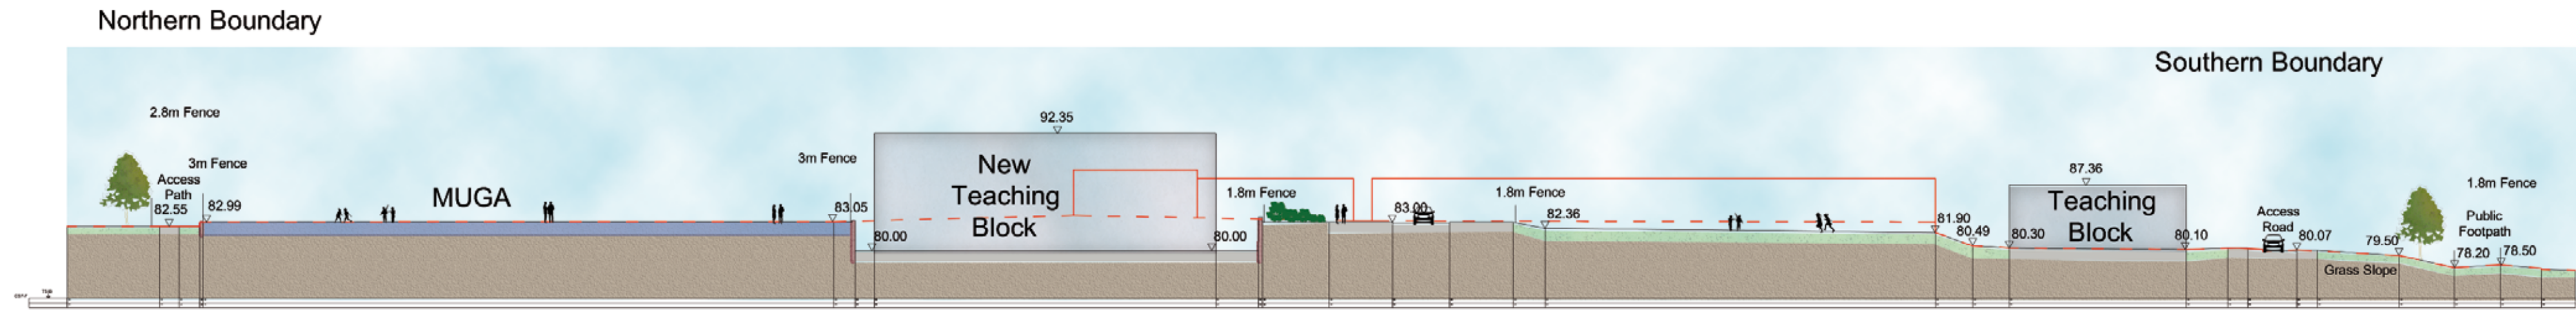 Northern Boundary
Southern Boundary
2.8m Fence
3m Fence
Access
Path
82.55
82.99
MUGA
3m Fence
83.05
80.00
92.35
New
Teaching
Block
80.00
1.8m Fence
83.00
1.8m Fence
82.36
81.90
80.49
80.30
87.36
Teaching
Block
80.10
Access
Road
80.07
Grass Slope
79.50
1.8m Fence
Public
Footpath
78.20
78.50